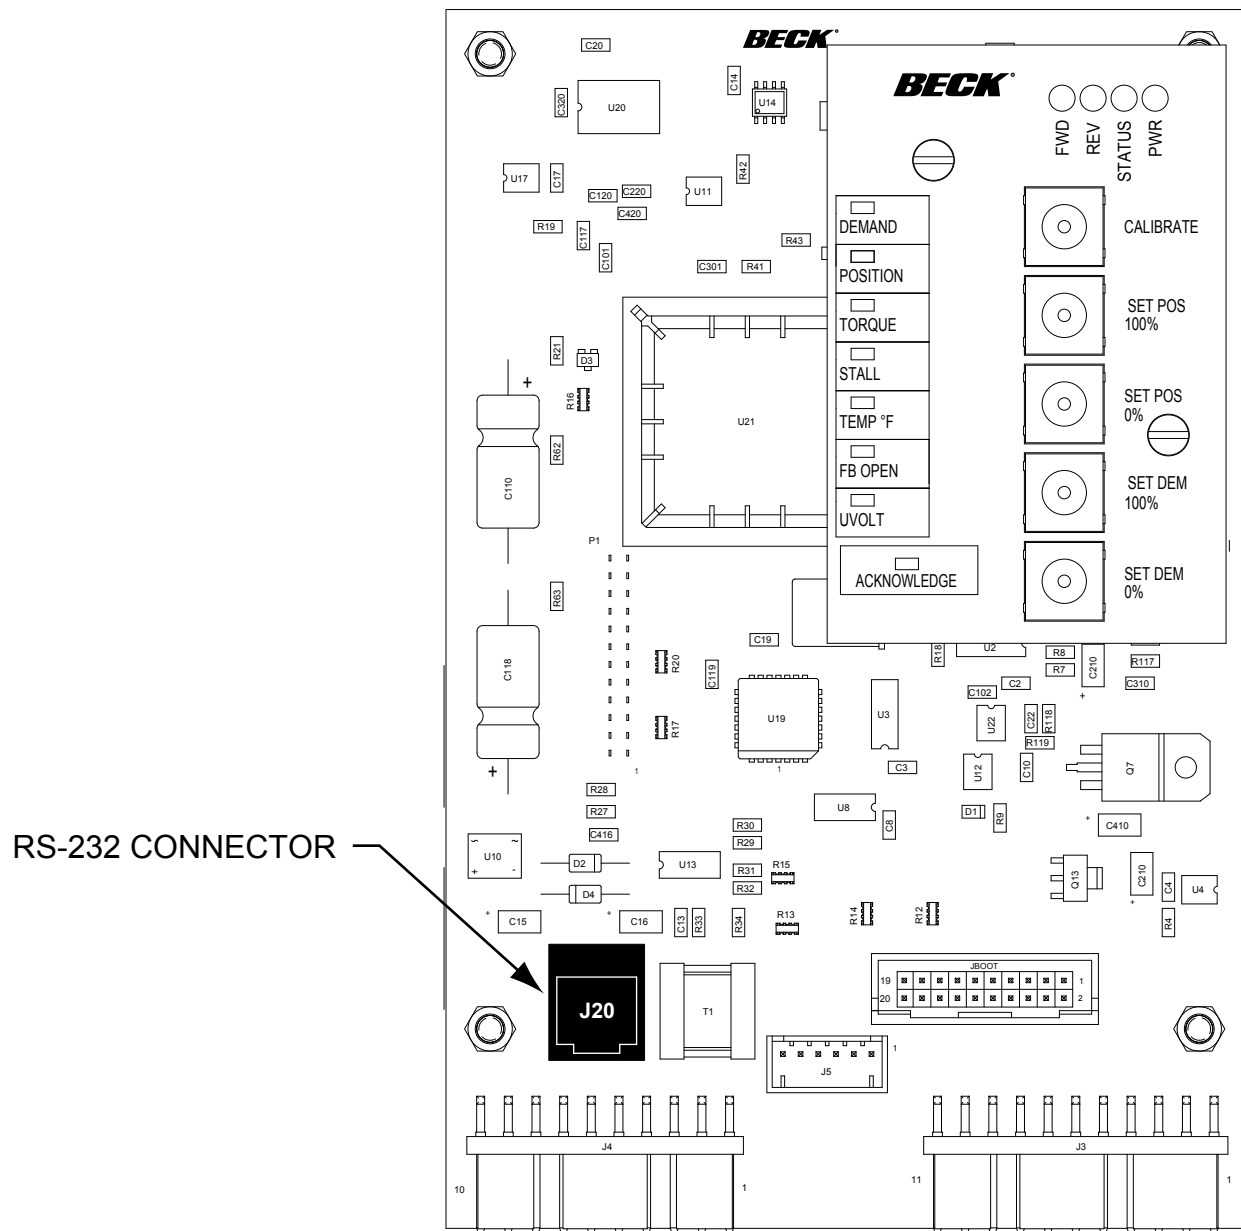 BECK
C20
C14
C320
U20
U14
BECK
FWD
REV
STATUS
PWR
U17
C17
C120
C220
C420
U11
R42
R19
C117
C101
R43
C301
R41
DEMAND
CALIBRATE
POSITION
TORQUE
SET POS
100%
STALL
TEMP °F
SET POS
0%
FB OPEN
UVOLT
SET DEM
100%
ACKNOWLEDGE
SET DEM
0%
R21
D3
R16
+
R62
C110
U21
P1
R63
C118
+
C19
R20
C119
R17
1
U19
1
U3
C3
R18
U2
R8
R7
C210
+
R117
C310
C102
C2
U22
C22
R118
R119
U12
C10
Q7
R28
R27
C416
U8
C8
D1
R9
+
C410
R30
R29
R31
R32
R15
RS-232 CONNECTOR
~ ~
U10
+ -
D2
D4
U13
Q13
C210
+
C4
U4
R4
+
C15
+
C16
C13
R33
R34
R13
R14
R12
J20
T1
JBOOT
19
1
20
2
J5
1
J4
10
1
J3
11
1